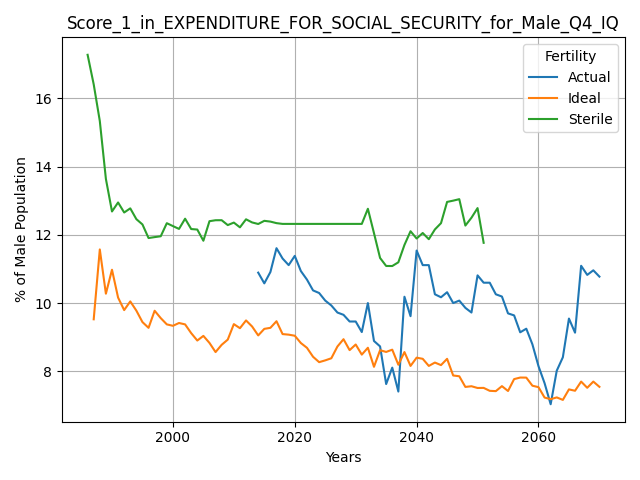 Score_1_in_EXPENDITURE_FOR_SOCIAL_SECURITY_for_Male_Q4_IQ
Fertility
Actual
Ideal
Sterile
% of Male Population
16
14
12
10
8
2000 2020 2040 2060
Years